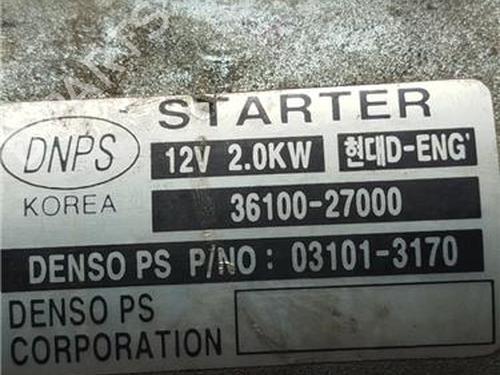 STARTER
DNPS
12V 2.0KW 현대D-ENG'
KOREA
36100-27000
DENSO PS P/NO : 03101-3170
DENSO PS
CORPORATION